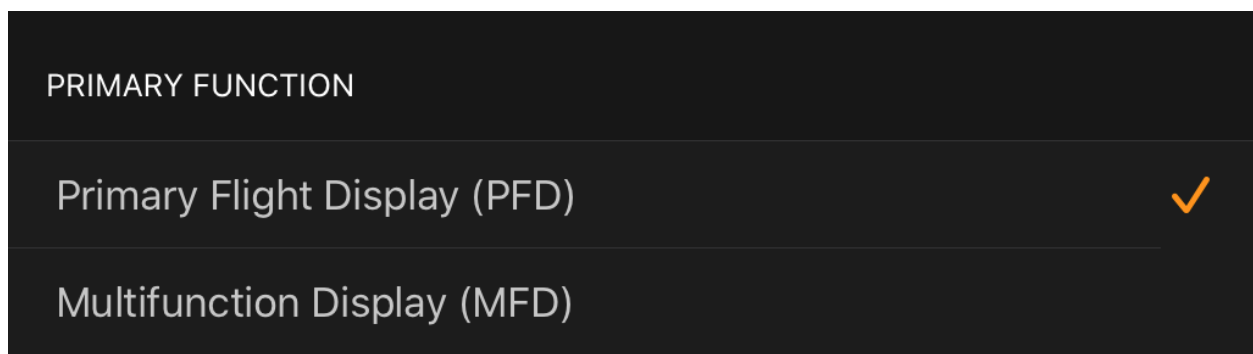 PRIMARY FUNCTION
Primary Flight Display (PFD)
Multifunction Display (MFD)